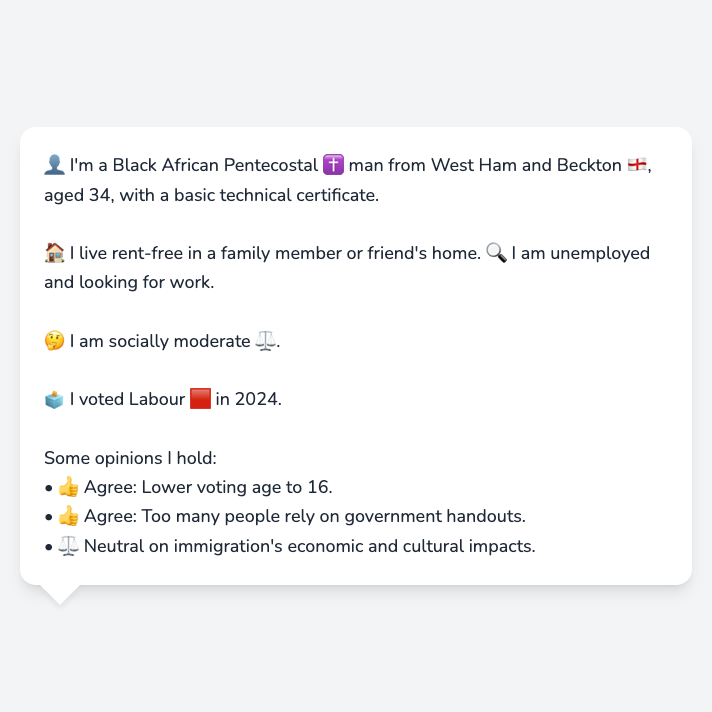 👤 I'm a Black African Pentecostal ✝️ man from West Ham and Beckton 🏴󠁧󠁢󠁥󠁮󠁧󠁿,
aged 34, with a basic technical certificate.
🏠 I live rent-free in a family member or friend's home. 🔍 I am unemployed
and looking for work.
🤔 I am socially moderate ⚖️.
🗳️ I voted Labour 🟥 in 2024.
Some opinions I hold:
• 👍 Agree: Lower voting age to 16.
• 👍 Agree: Too many people rely on government handouts.
• ⚖️ Neutral on immigration's economic and cultural impacts.